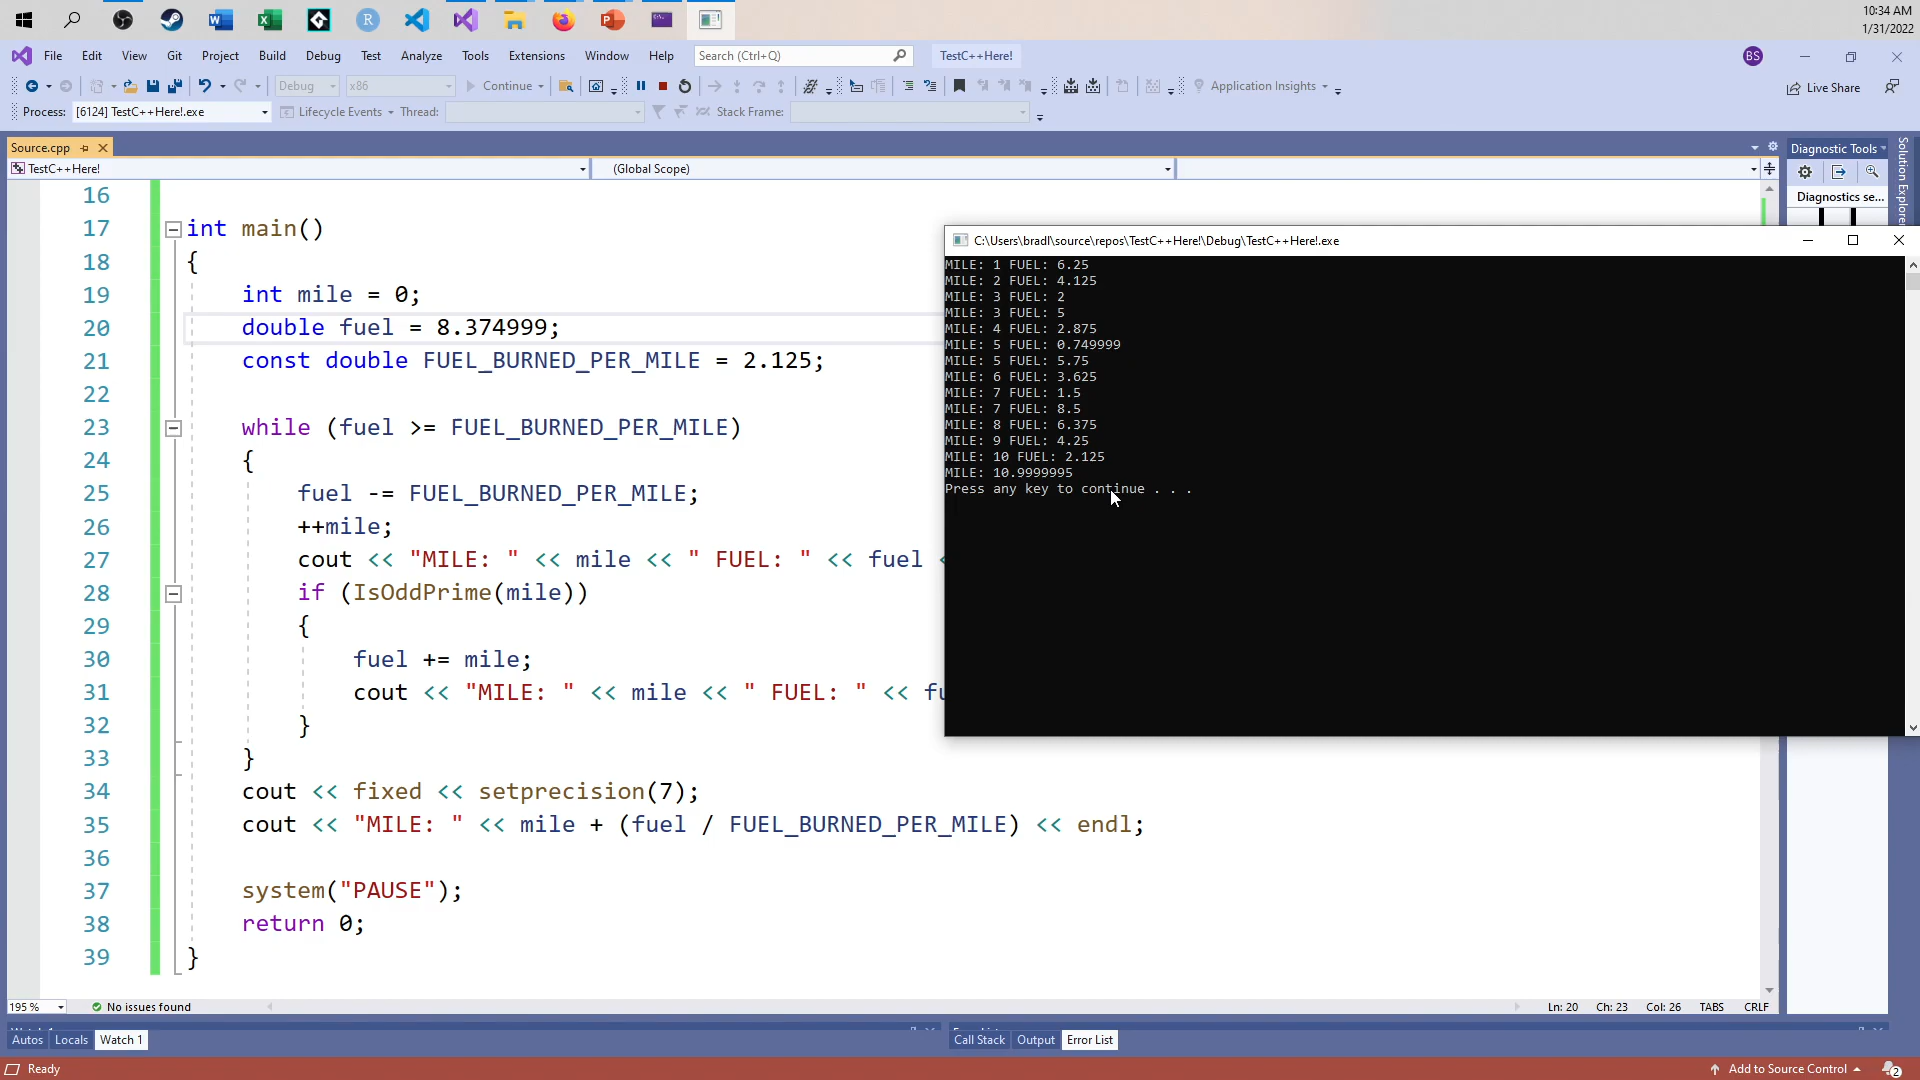 10:34 AM
1/31/2022
File Edit View Git Project Build Debug Test Analyze Tools Extensions Window Help Search (Ctrl+Q) TestC++Here! BS
Debug x86 Continue Application Insights Live Share
Process: [6124] TestC++Here!.exe Lifecycle Events Thread: Stack Frame:
Source.cpp
Diagnostic Tools
TestC++Here! (Global Scope)
Solution Explorer
Diagnostics se...
16
17 int main()
18 {
19 int mile = 0;
20 double fuel = 8.374999;
21 const double FUEL_BURNED_PER_MILE = 2.125;
22
23 while (fuel >= FUEL_BURNED_PER_MILE)
24 {
25 fuel -= FUEL_BURNED_PER_MILE;
26 ++mile;
27 cout << "MILE: " << mile << " FUEL: " << fuel
28 if (IsOddPrime(mile))
29 {
30 fuel += mile;
31 cout << "MILE: " << mile << " FUEL: " << fu
32 }
33 }
34 cout << fixed << setprecision(7);
35 cout << "MILE: " << mile + (fuel / FUEL_BURNED_PER_MILE) << endl;
36
37 system("PAUSE");
38 return 0;
39 }
C:\Users\bradl\source\repos\TestC++Here!\Debug\TestC++Here!.exe
MILE: 1 FUEL: 6.25
MILE: 2 FUEL: 4.125
MILE: 3 FUEL: 2
MILE: 3 FUEL: 5
MILE: 4 FUEL: 2.875
MILE: 5 FUEL: 0.749999
MILE: 5 FUEL: 5.75
MILE: 6 FUEL: 3.625
MILE: 7 FUEL: 1.5
MILE: 7 FUEL: 8.5
MILE: 8 FUEL: 6.375
MILE: 9 FUEL: 4.25
MILE: 10 FUEL: 2.125
MILE: 10.9999995
Press any key to continue . . .
195 % No issues found Ln: 20 Ch: 23 Col: 26 TABS CRLF
Autos Locals Watch 1 Call Stack Output Error List
Ready Add to Source Control 2